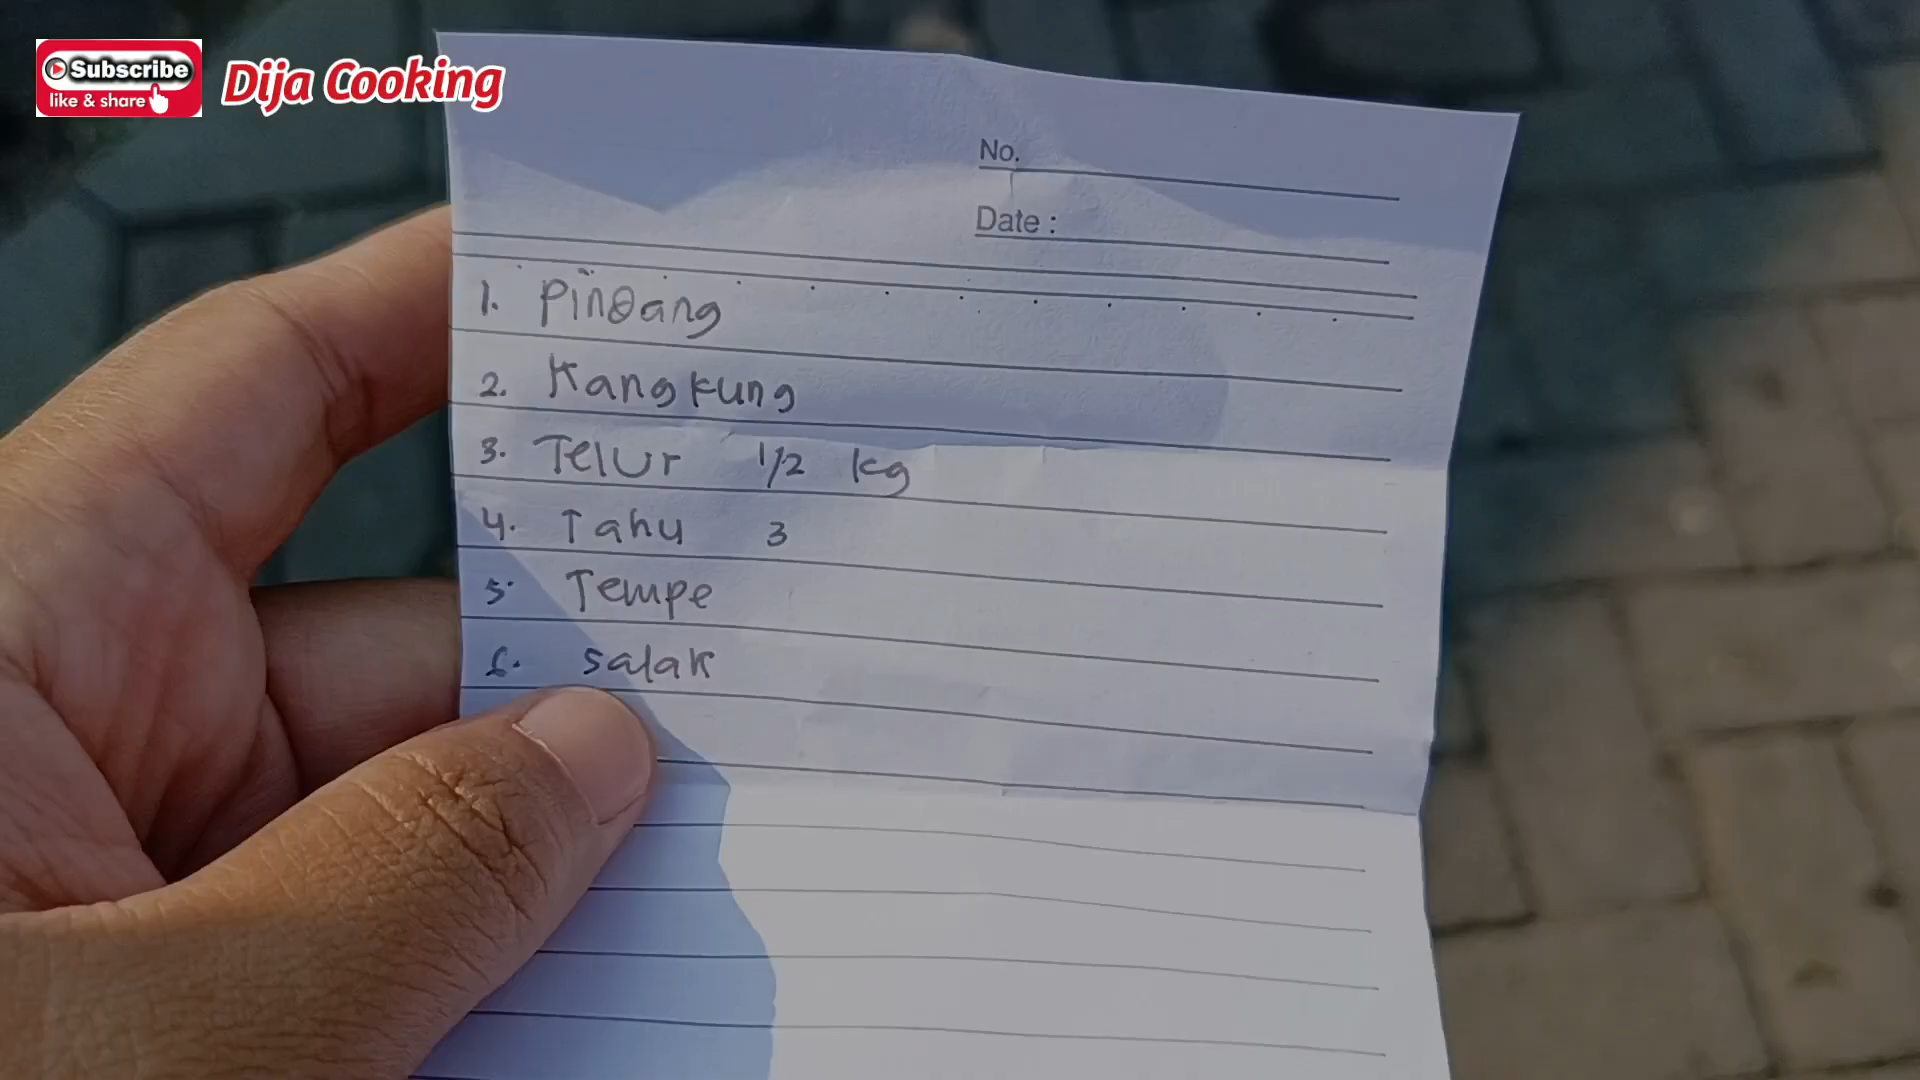 Subscribe
like & share
Dija Cooking
No.
Date :
1. Pindang
2. Kangkung
3. Telur 1/2 kg
4. Tahu 3
5. Tempe
6. Salak